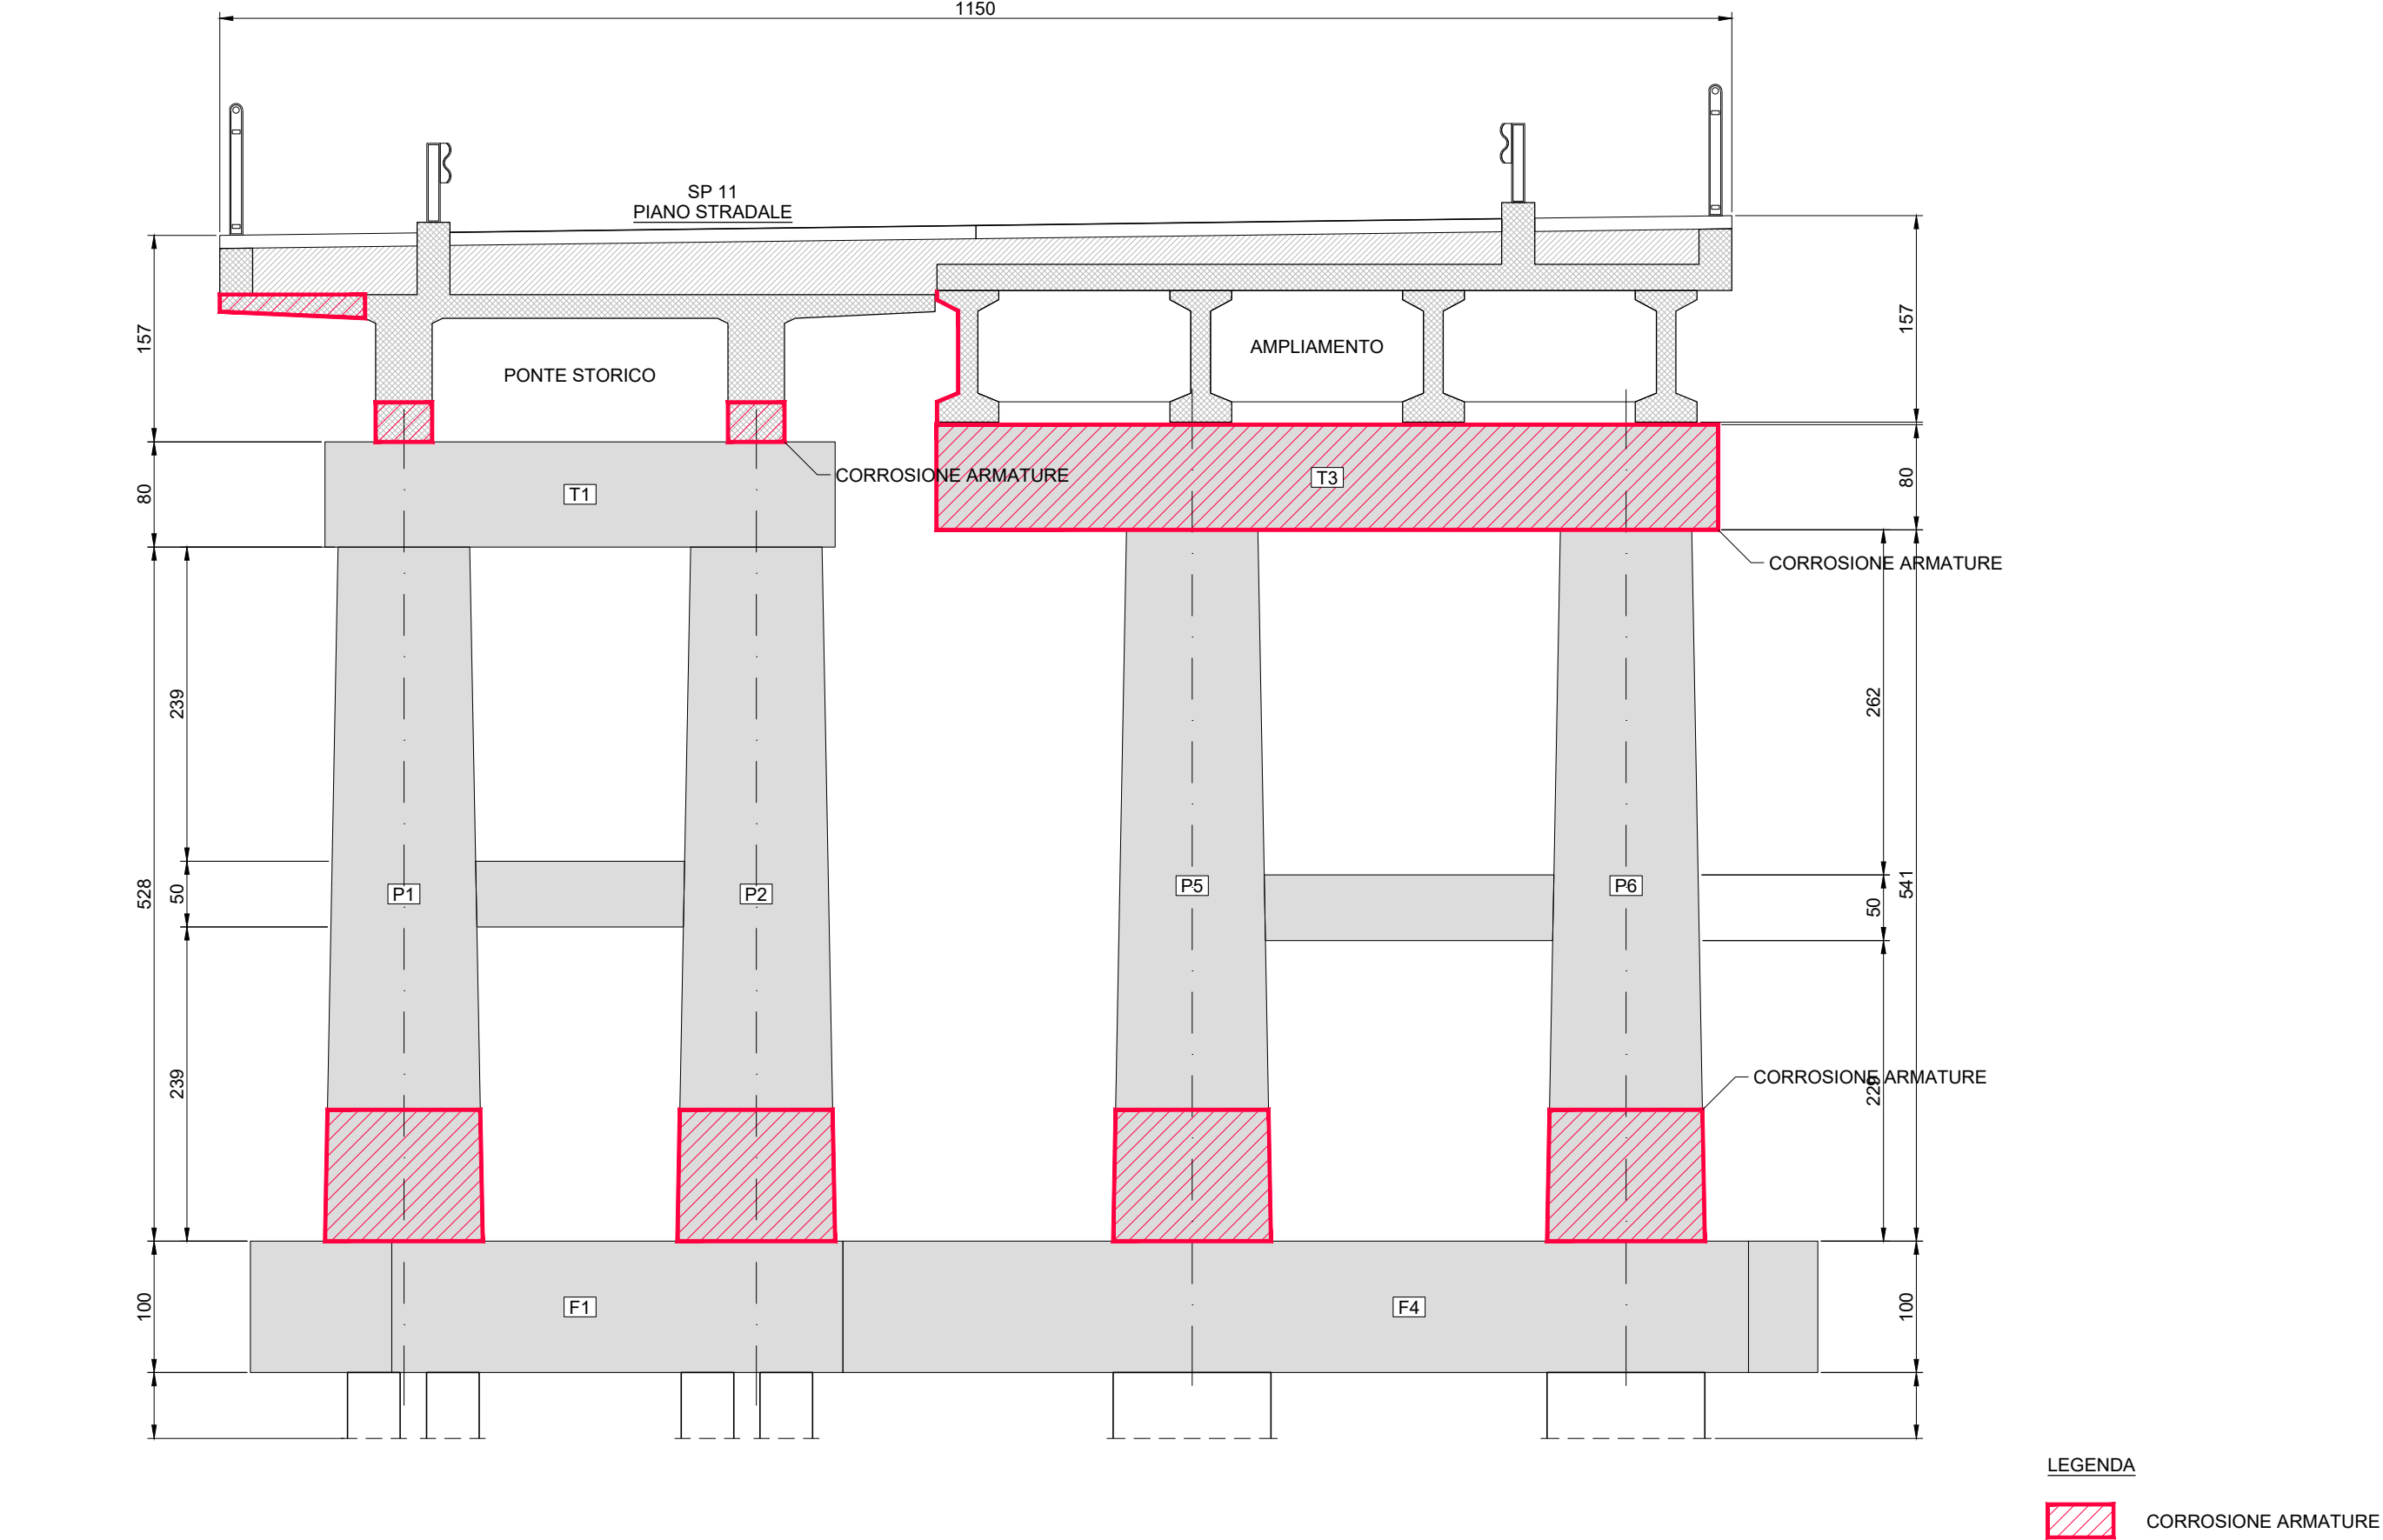 1150
SP 11
PIANO STRADALE
157
157
AMPLIAMENTO
PONTE STORICO
80
T1
CORROSIONE ARMATURE
T3
80
CORROSIONE ARMATURE
239
262
528
50
P1
P2
P5
P6
50
541
239
CORROSIONE ARMATURE
229
100
F1
F4
100
LEGENDA
CORROSIONE ARMATURE